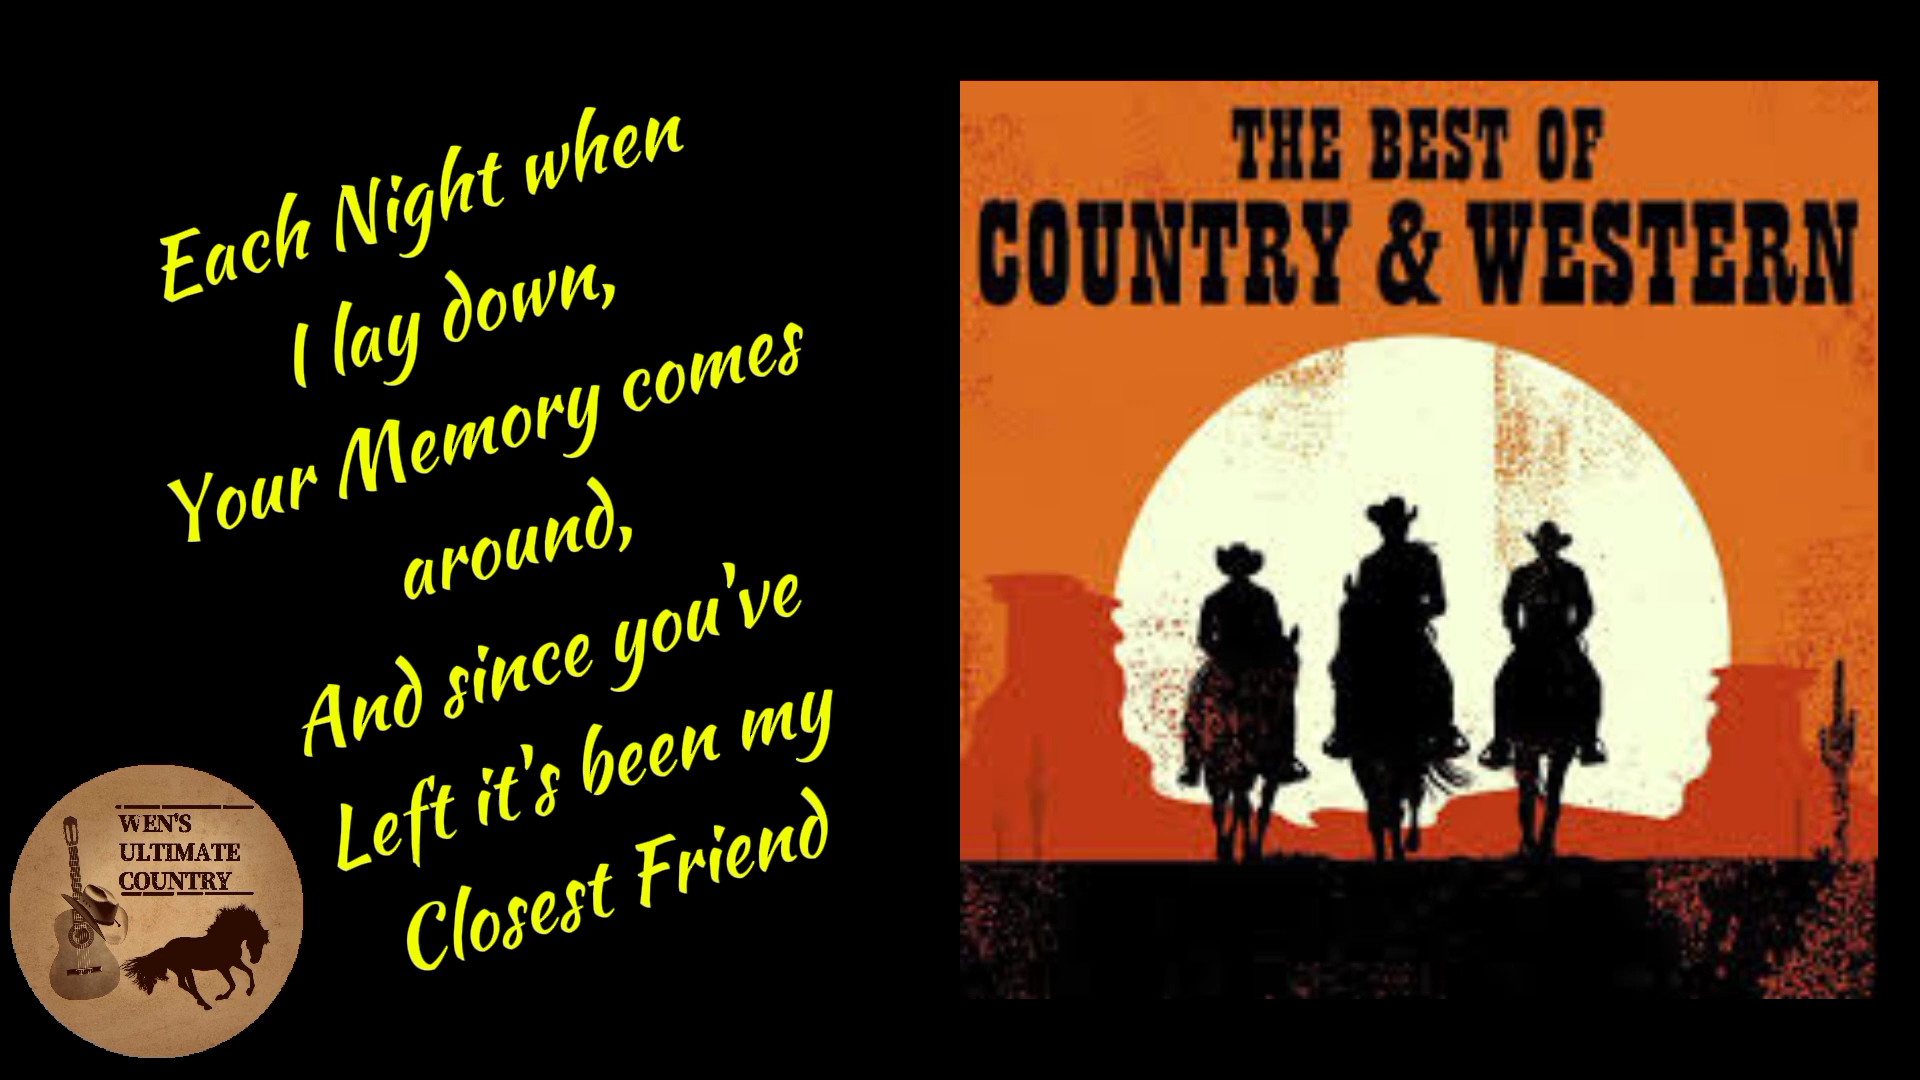 Each Night when
I lay down,
Your Memory comes
around,
And since you've
Left it's been my
Closest Friend
THE BEST OF
COUNTRY & WESTERN
WEN'S
ULTIMATE
COUNTRY